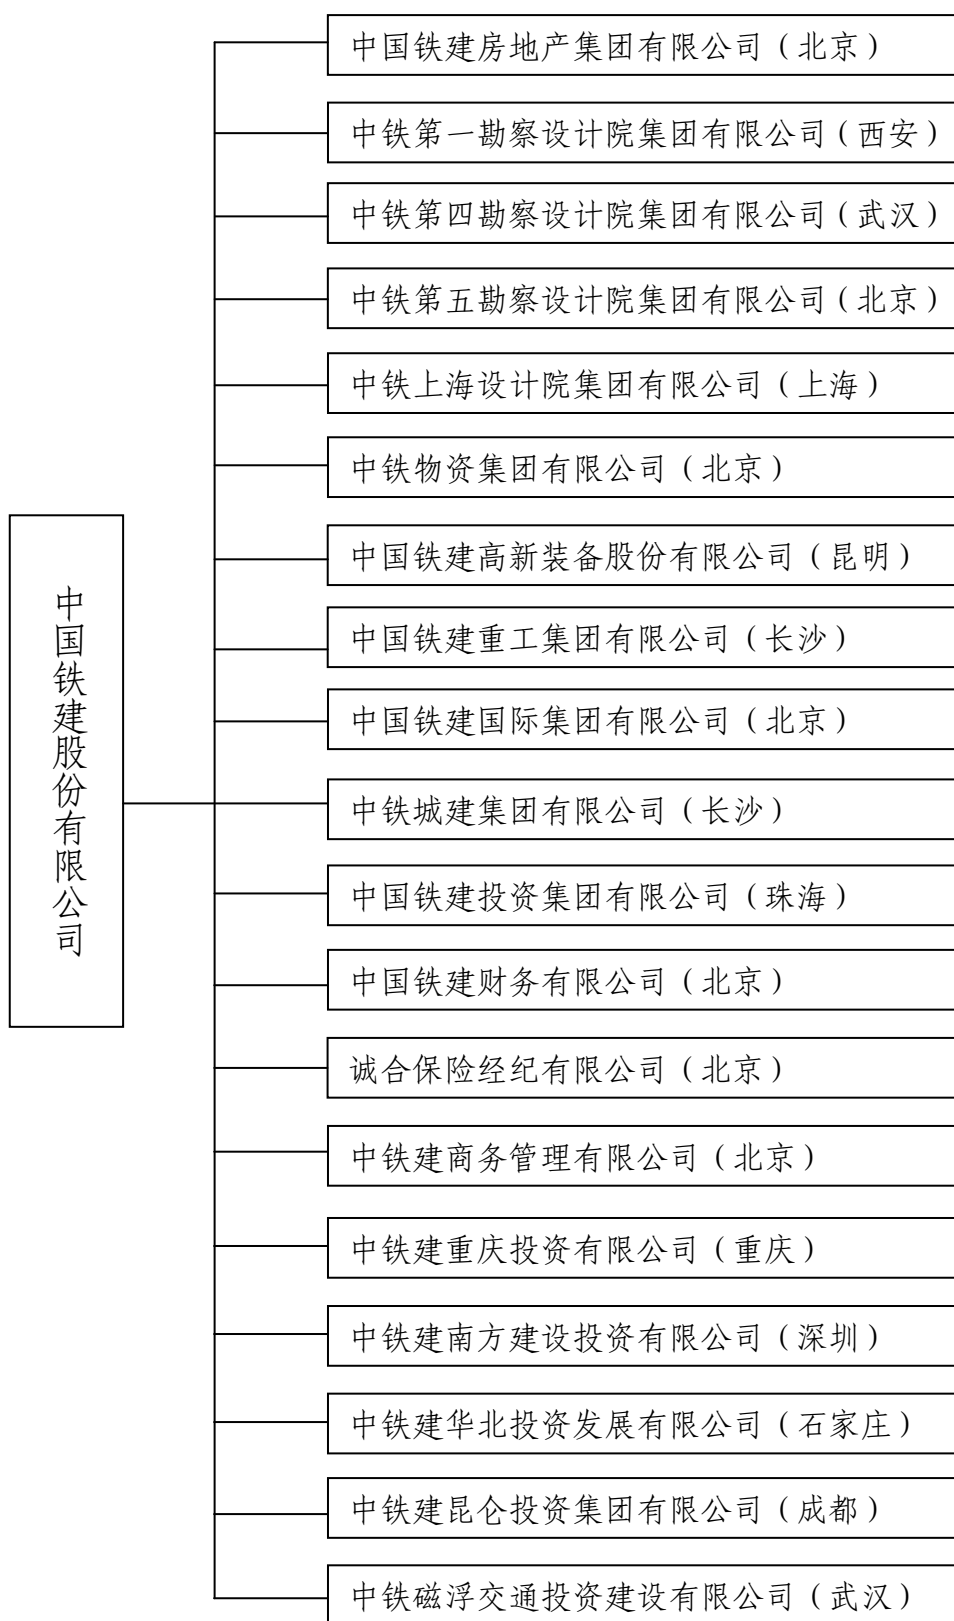 中国铁建房地产集团有限公司（北京）
中铁第一勘察设计院集团有限公司（西安）
中铁第四勘察设计院集团有限公司（武汉）
中铁第五勘察设计院集团有限公司（北京）
中铁上海设计院集团有限公司（上海）
中铁物资集团有限公司（北京）
中国铁建高新装备股份有限公司（昆明）
中国铁建重工集团有限公司（长沙）
中国铁建国际集团有限公司（北京）
中国铁建股份有限公司
中铁城建集团有限公司（长沙）
中国铁建投资集团有限公司（珠海）
中国铁建财务有限公司（北京）
诚合保险经纪有限公司（北京）
中铁建商务管理有限公司（北京）
中铁建重庆投资有限公司（重庆）
中铁建南方建设投资有限公司（深圳）
中铁建华北投资发展有限公司（石家庄）
中铁建昆仑投资集团有限公司（成都）
中铁磁浮交通投资建设有限公司（武汉）